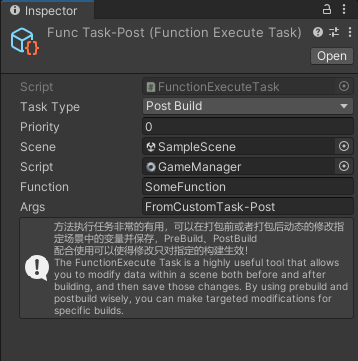 Inspector
Func Task-Post (Function Execute Task)
Open
Script FunctionExecuteTask
Task Type Post Build
Priority 0
Scene SampleScene
Script GameManager
Function SomeFunction
Args FromCustomTask-Post
方法执行任务非常的有用，可以在打包前或者打包后动态的修改指
定场景中的变量并保存，PreBuild、PostBuild
配合使用可以使得修改只对指定的构建生效！
The FunctionExecute Task is a highly useful tool that allows
you to modify data within a scene both before and after
building, and then save those changes. By using prebuild and
postbuild wisely, you can make targeted modifications for
specific builds.